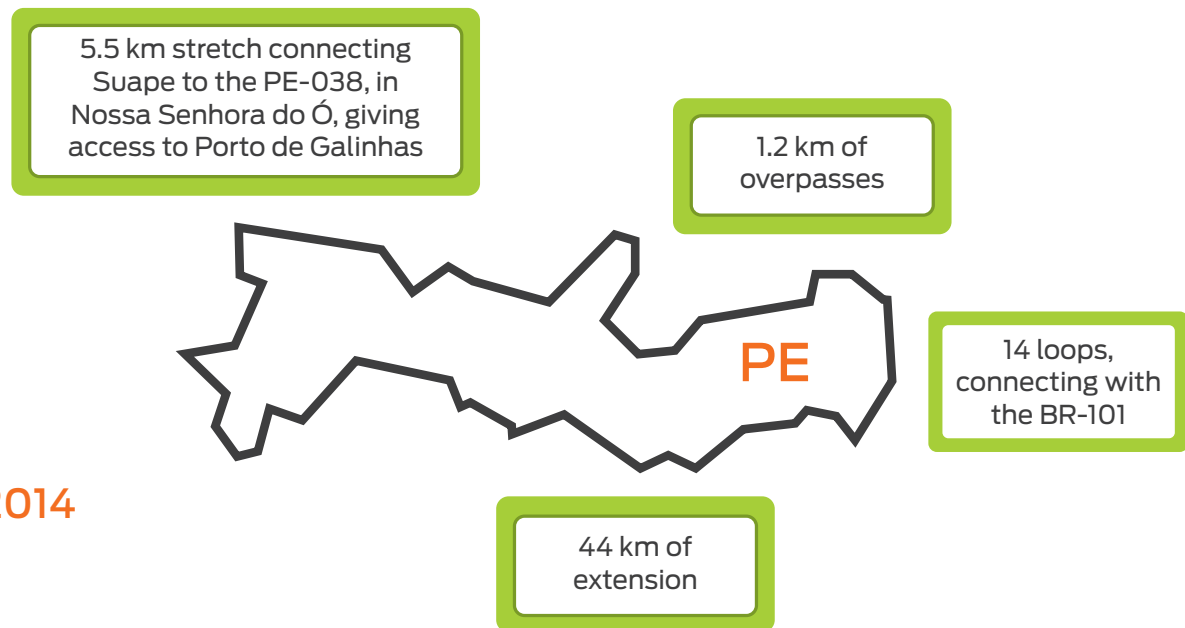 5.5 km stretch connecting
Suape to the PE-038, in
Nossa Senhora do Ó, giving
access to Porto de Galinhas
1.2 km of
overpasses
PE
14 loops,
connecting with
the BR-101
2014
44 km of
extension